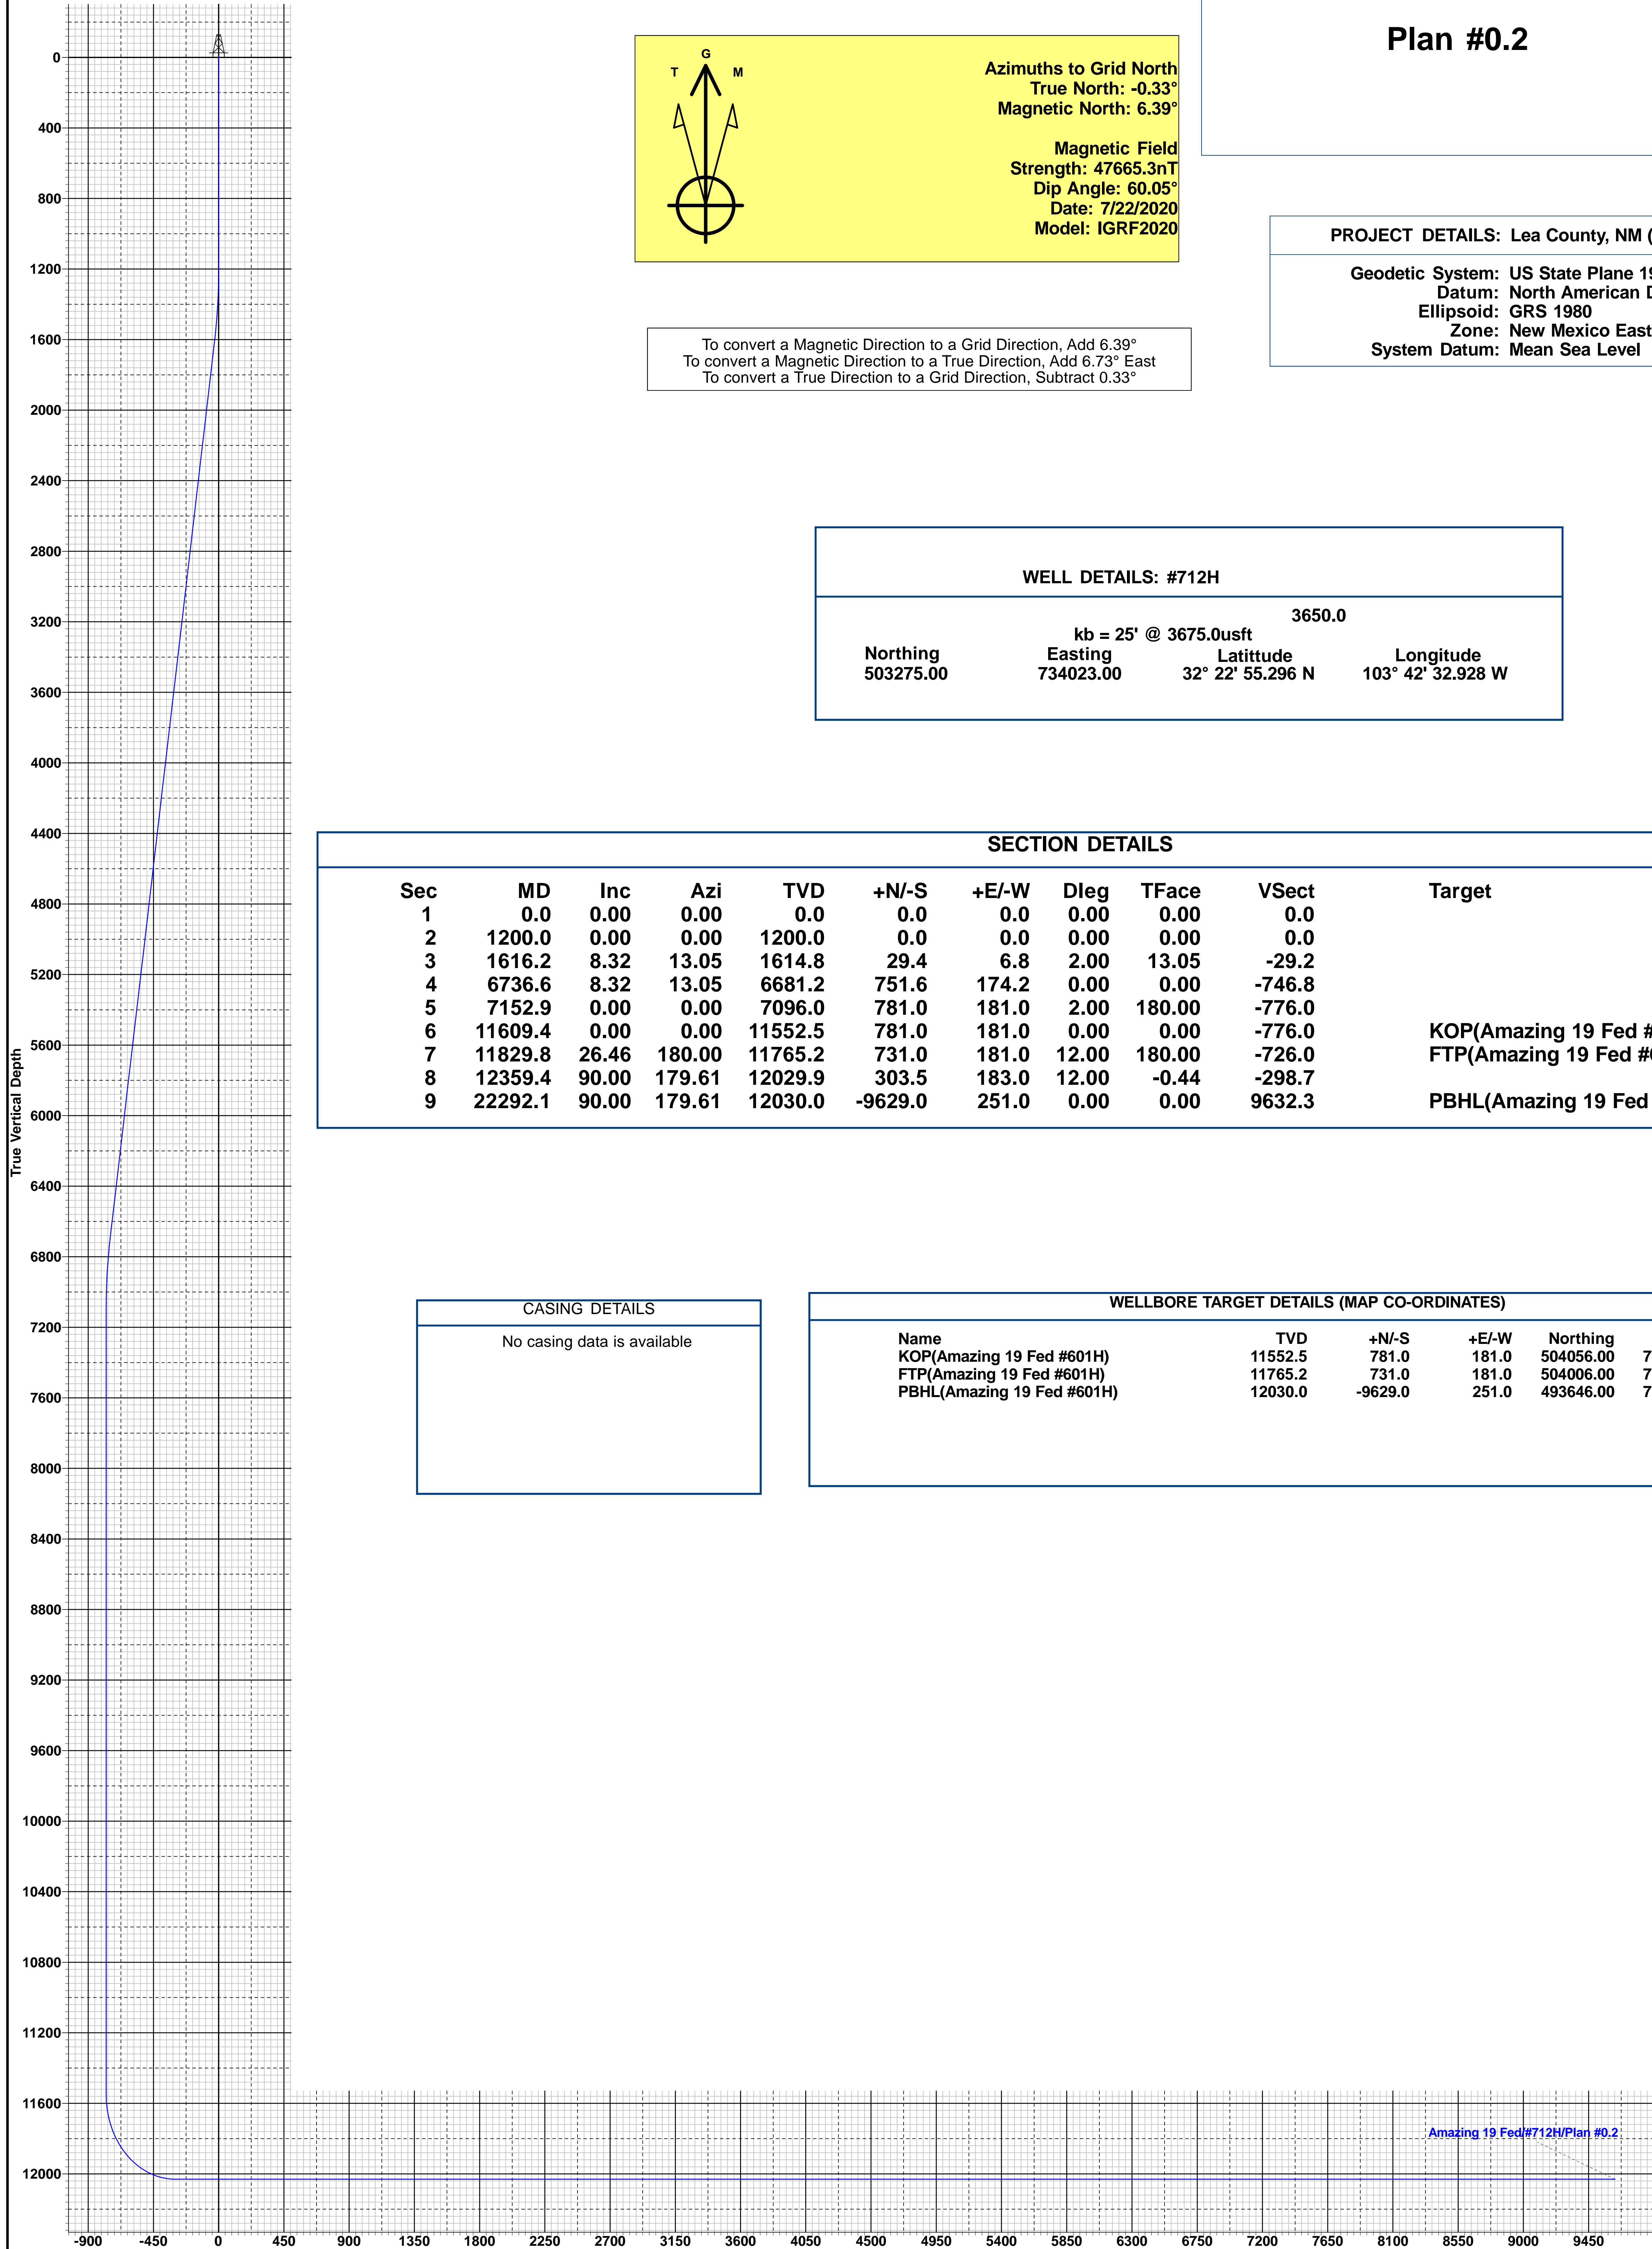 Plan #0.2
G
T M
Azimuths to Grid North
True North: -0.33°
Magnetic North: 6.39°
Magnetic Field
Strength: 47665.3nT
Dip Angle: 60.05°
Date: 7/22/2020
Model: IGRF2020
PROJECT DETAILS: Lea County, NM (
Geodetic System: US State Plane 19
Datum: North American D
Ellipsoid: GRS 1980
Zone: New Mexico East
System Datum: Mean Sea Level
To convert a Magnetic Direction to a Grid Direction, Add 6.39°
To convert a Magnetic Direction to a True Direction, Add 6.73° East
To convert a True Direction to a Grid Direction, Subtract 0.33°
WELL DETAILS: #712H
3650.0
kb = 25' @ 3675.0usft
Northing Easting Latittude Longitude
503275.00 734023.00 32° 22' 55.296 N 103° 42' 32.928 W
SECTION DETAILS
Sec MD Inc Azi TVD +N/-S +E/-W Dleg TFace VSect Target
1 0.0 0.00 0.00 0.0 0.0 0.0 0.00 0.00 0.0
2 1200.0 0.00 0.00 1200.0 0.0 0.0 0.00 0.00 0.0
3 1616.2 8.32 13.05 1614.8 29.4 6.8 2.00 13.05 -29.2
4 6736.6 8.32 13.05 6681.2 751.6 174.2 0.00 0.00 -746.8
5 7152.9 0.00 0.00 7096.0 781.0 181.0 2.00 180.00 -776.0
6 11609.4 0.00 0.00 11552.5 781.0 181.0 0.00 0.00 -776.0 KOP(Amazing 19 Fed #
7 11829.8 26.46 180.00 11765.2 731.0 181.0 12.00 180.00 -726.0 FTP(Amazing 19 Fed #6
8 12359.4 90.00 179.61 12029.9 303.5 183.0 12.00 -0.44 -298.7
9 22292.1 90.00 179.61 12030.0 -9629.0 251.0 0.00 0.00 9632.3 PBHL(Amazing 19 Fed
CASING DETAILS
No casing data is available
WELLBORE TARGET DETAILS (MAP CO-ORDINATES)
Name TVD +N/-S +E/-W Northing
KOP(Amazing 19 Fed #601H) 11552.5 781.0 181.0 504056.00 7
FTP(Amazing 19 Fed #601H) 11765.2 731.0 181.0 504006.00 7
PBHL(Amazing 19 Fed #601H) 12030.0 -9629.0 251.0 493646.00 7
True Vertical Depth
0
400
800
1200
1600
2000
2400
2800
3200
3600
4000
4400
4800
5200
5600
6000
6400
6800
7200
7600
8000
8400
8800
9200
9600
10000
10400
10800
11200
11600
12000
Amazing 19 Fed/#712H/Plan #0.2
-900 -450 0 450 900 1350 1800 2250 2700 3150 3600 4050 4500 4950 5400 5850 6300 6750 7200 7650 8100 8550 9000 9450